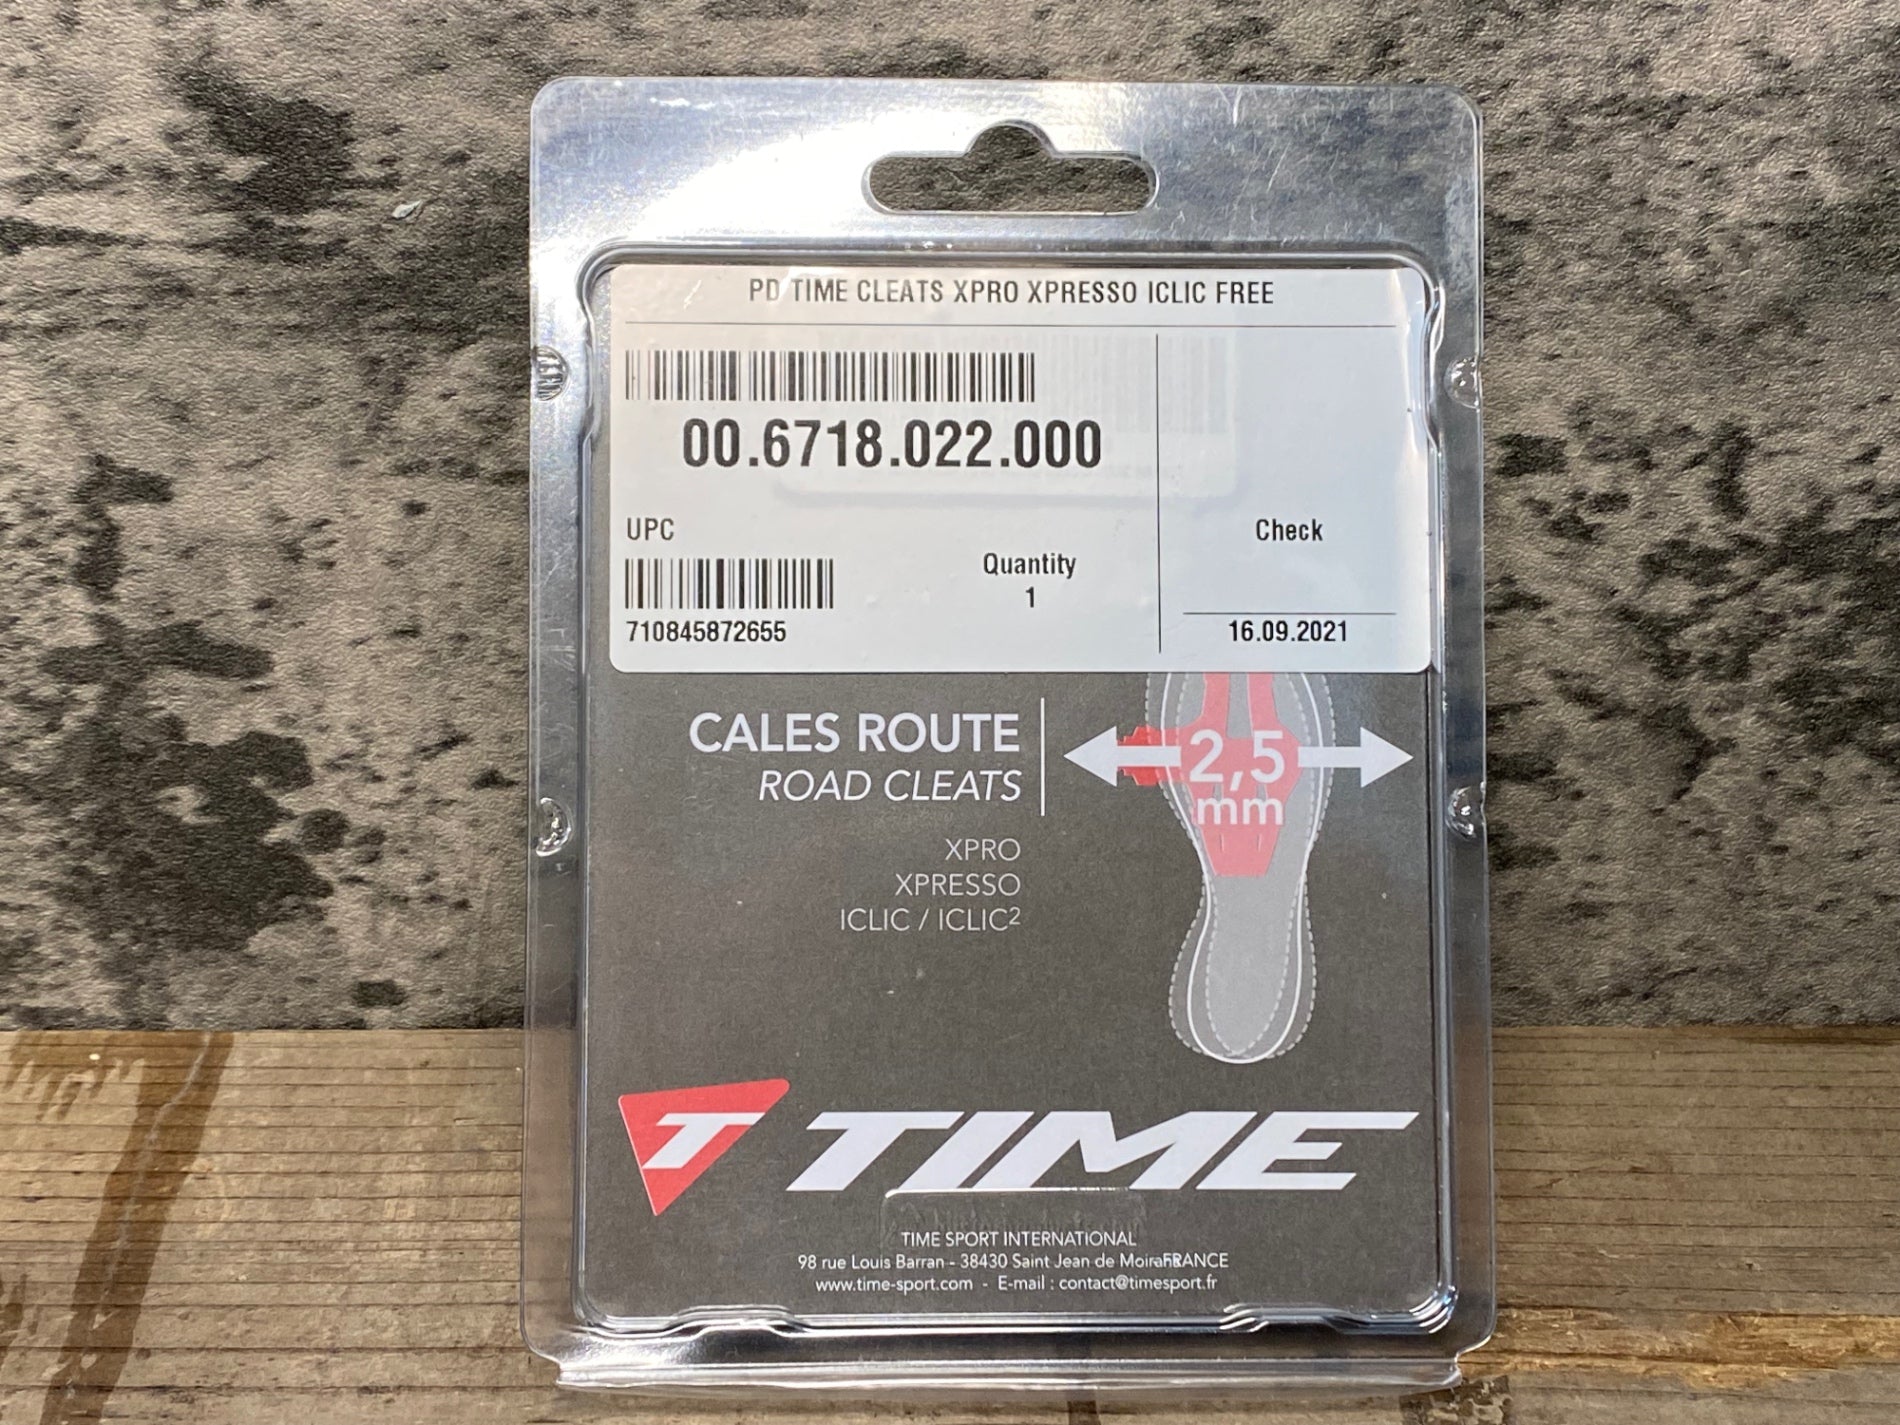 PD TIME CLEATS XPRO XPRESSO ICLIC FREE
00.6718.022.000
UPC
Quantity
1
Check
710845872655
16.09.2021
CALES ROUTE
ROAD CLEATS
2,5
mm
XPRO
XPRESSO
ICLIC / ICLIC²
T TIME
TIME SPORT INTERNATIONAL
98 rue Louis Barran - 38430 Saint Jean de Moirans FRANCE
www.time-sport.com - E-mail : contact@timesport.fr